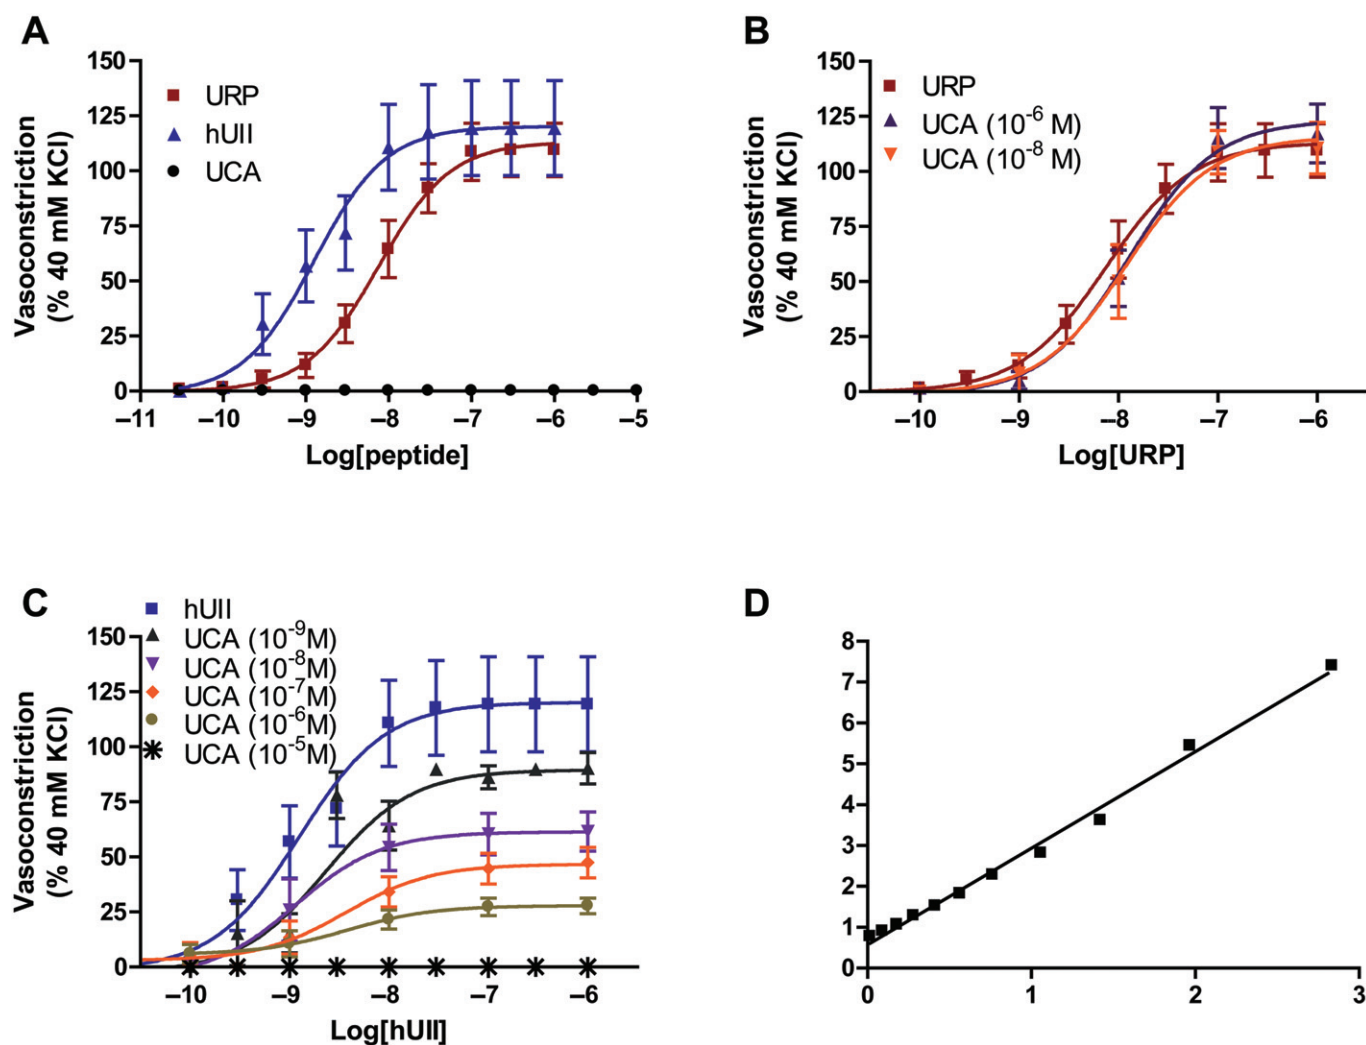 A
150
125
100
75
50
25
0
Vasoconstriction
(% 40 mM KCl)
URP
hUII
UCA
–11 –10 –9 –8 –7 –6 –5
Log[peptide]
B
150
125
100
75
50
25
0
Vasoconstriction
(% 40 mM KCl)
URP
UCA (10⁻⁶ M)
UCA (10⁻⁸ M)
–10 –9 –8 –7 –6
Log[URP]
C
150
125
100
75
50
25
0
Vasoconstriction
(% 40 mM KCl)
hUII
UCA (10⁻⁹M)
UCA (10⁻⁸M)
UCA (10⁻⁷M)
UCA (10⁻⁶M)
UCA (10⁻⁵M)
–10 –9 –8 –7 –6
Log[hUII]
D
8
7
6
5
4
3
2
1
0
0 1 2 3